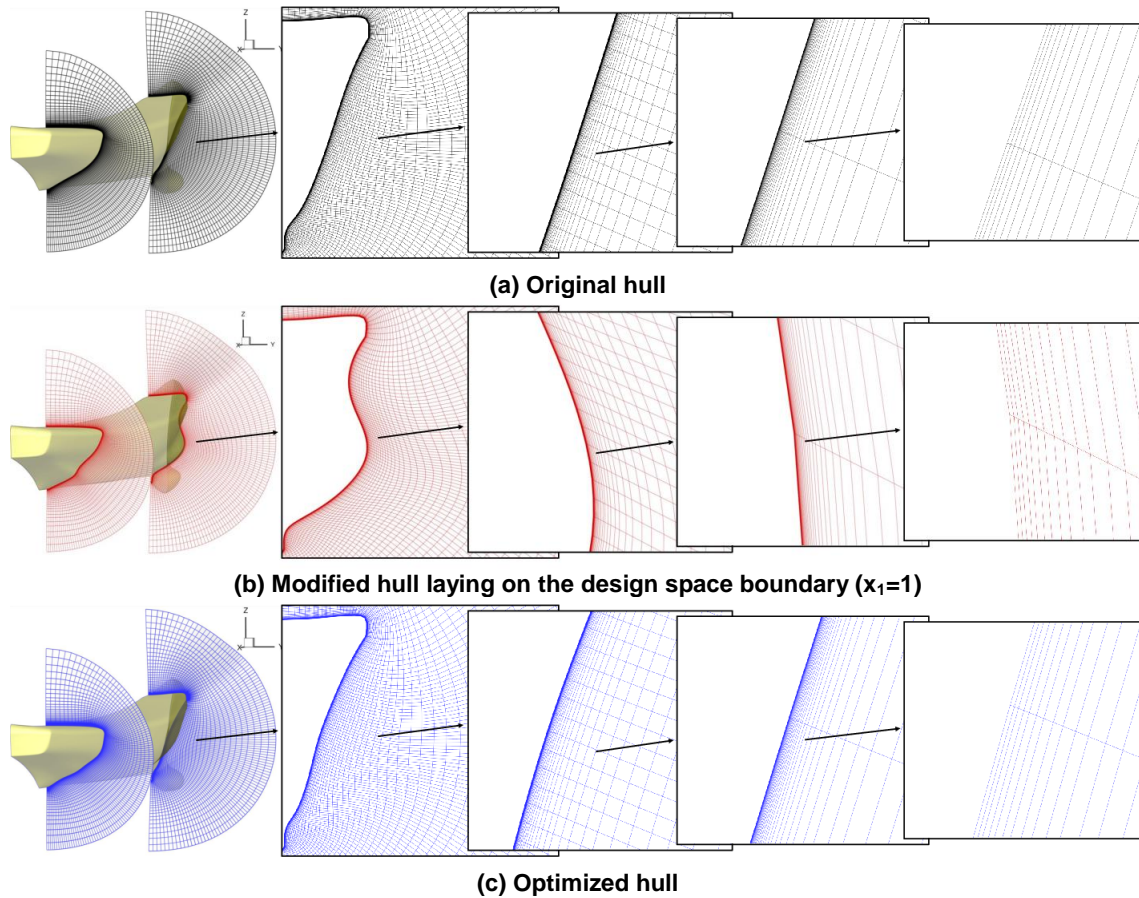 Z
X Y
(a) Original hull
Z
X Y
(b) Modified hull laying on the design space boundary (x₁=1)
Z
X Y
(c) Optimized hull